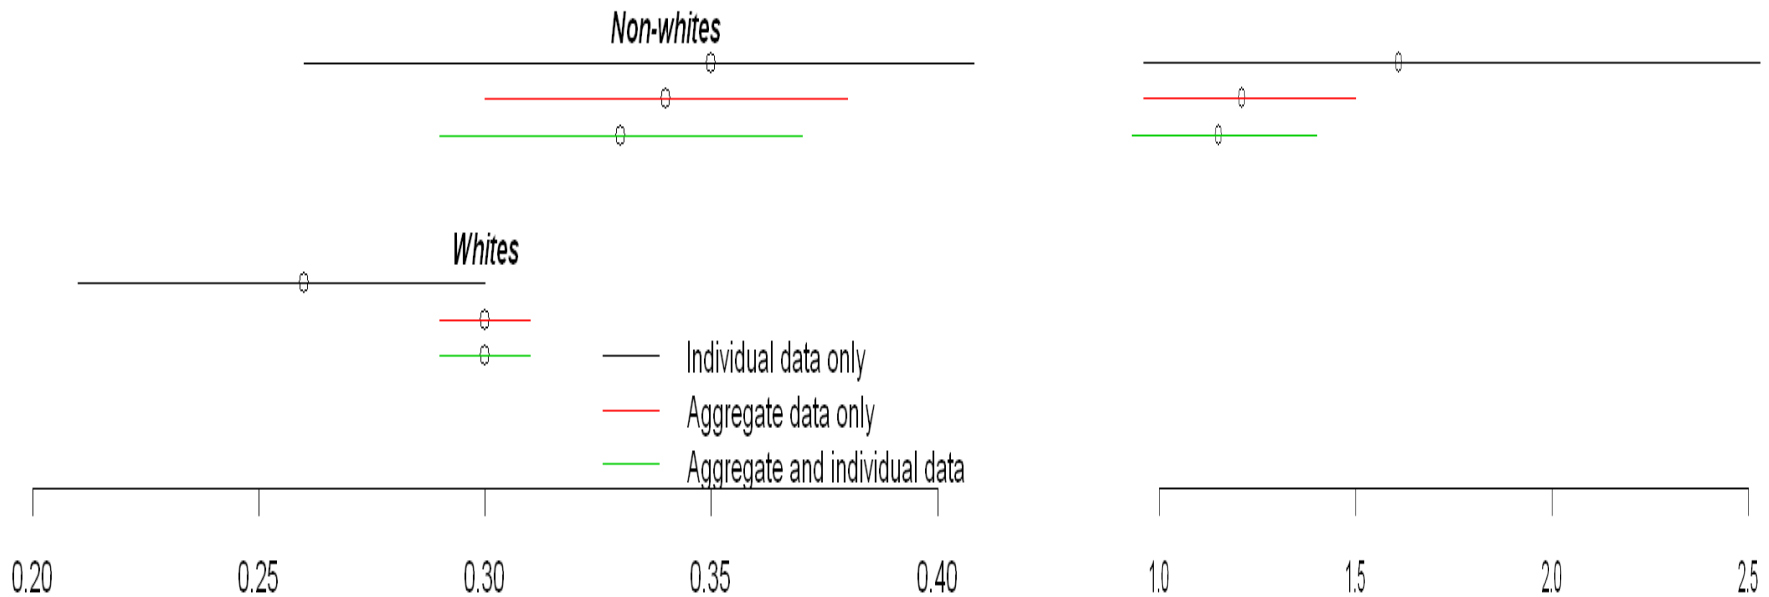 Non-whites
Whites
Individual data only
Aggregate data only
Aggregate and individual data
0.20 0.25 0.30 0.35 0.40 1.0 1.5 2.0 2.5